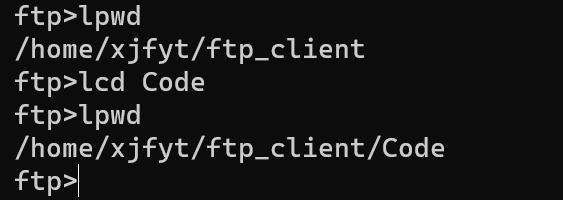 ftp>lpwd
/home/xjfyt/ftp_client
ftp>lcd Code
ftp>lpwd
/home/xjfyt/ftp_client/Code
ftp>